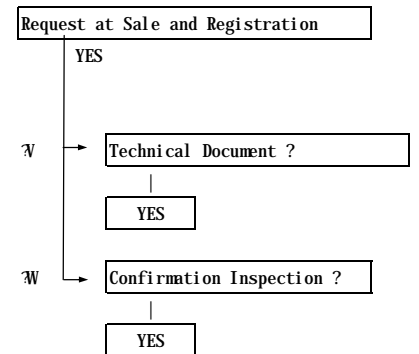 Request at Sale and Registration
YES
?V Technical Document ?
YES
?W Confirmation Inspection ?
YES